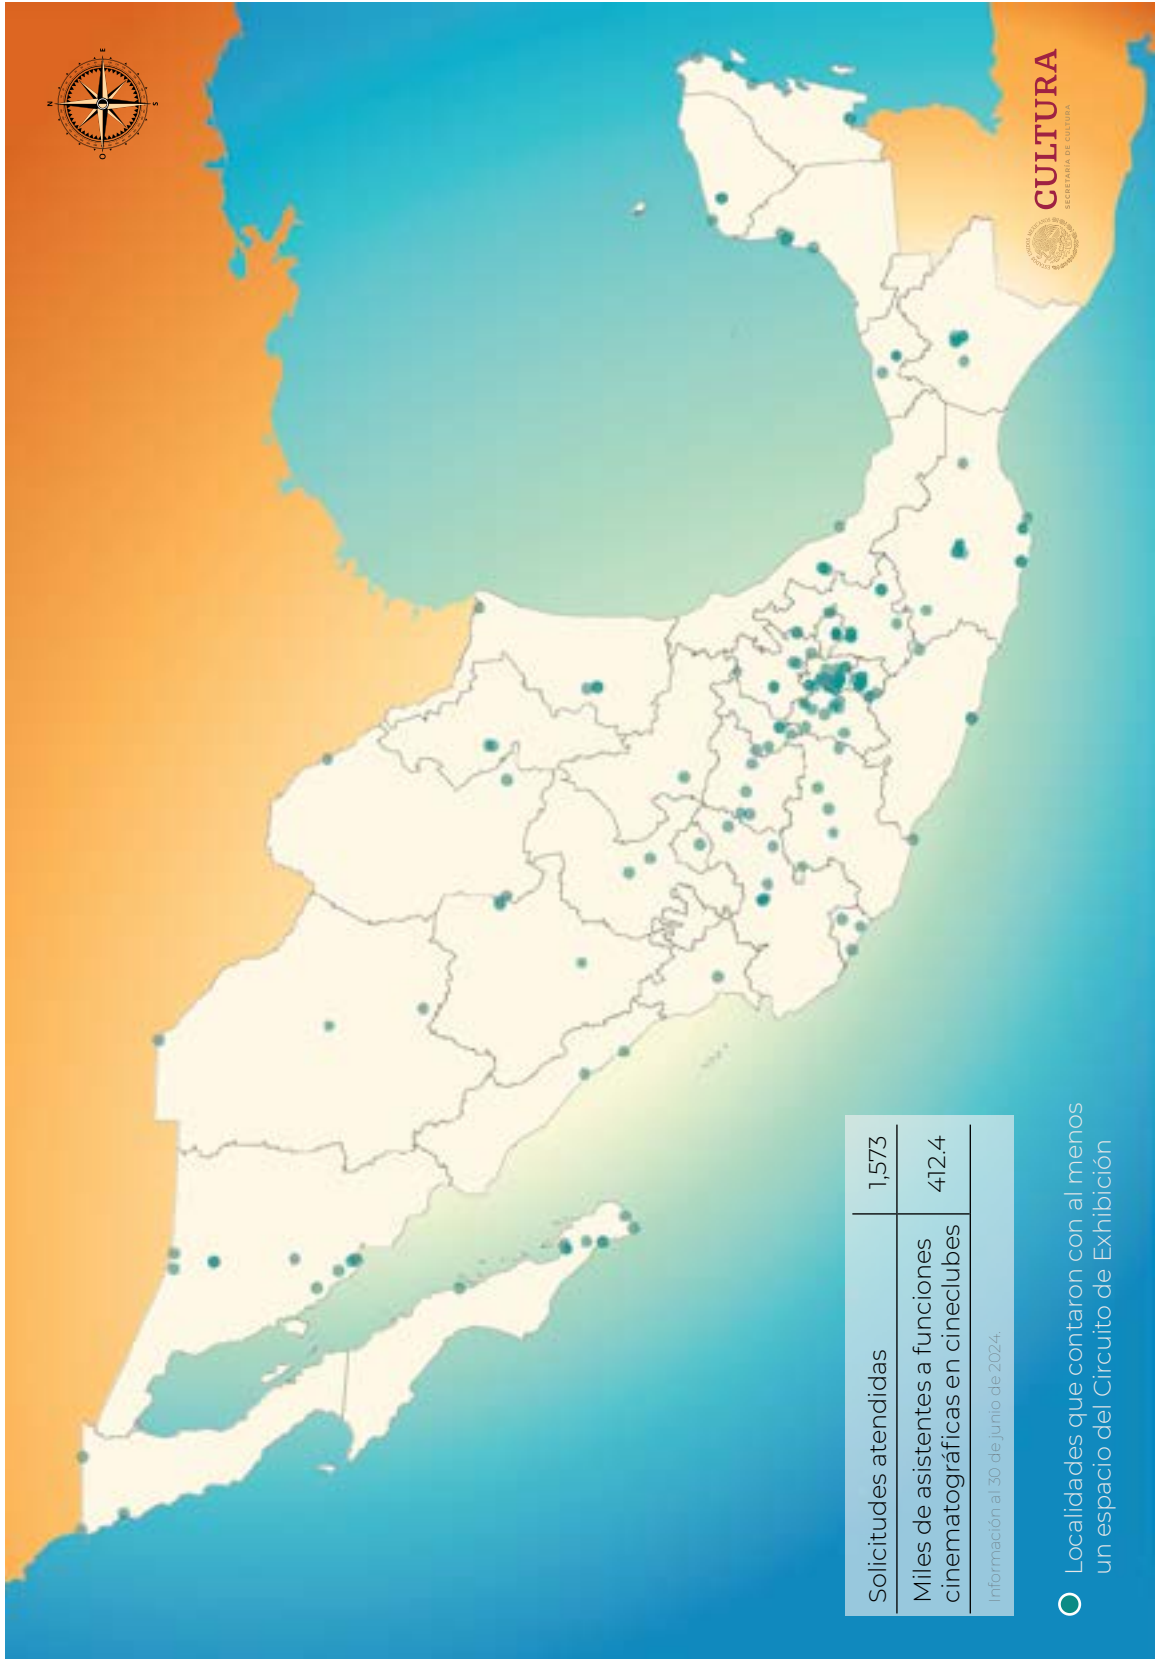 N
E
S
O
CULTURA
SECRETARÍA DE CULTURA
Solicitudes atendidas 1,573
Miles de asistentes a funciones
cinematográficas en cineclubes 412.4
Información al 30 de junio de 2024.
Localidades que contaron con al menos
un espacio del Circuito de Exhibición